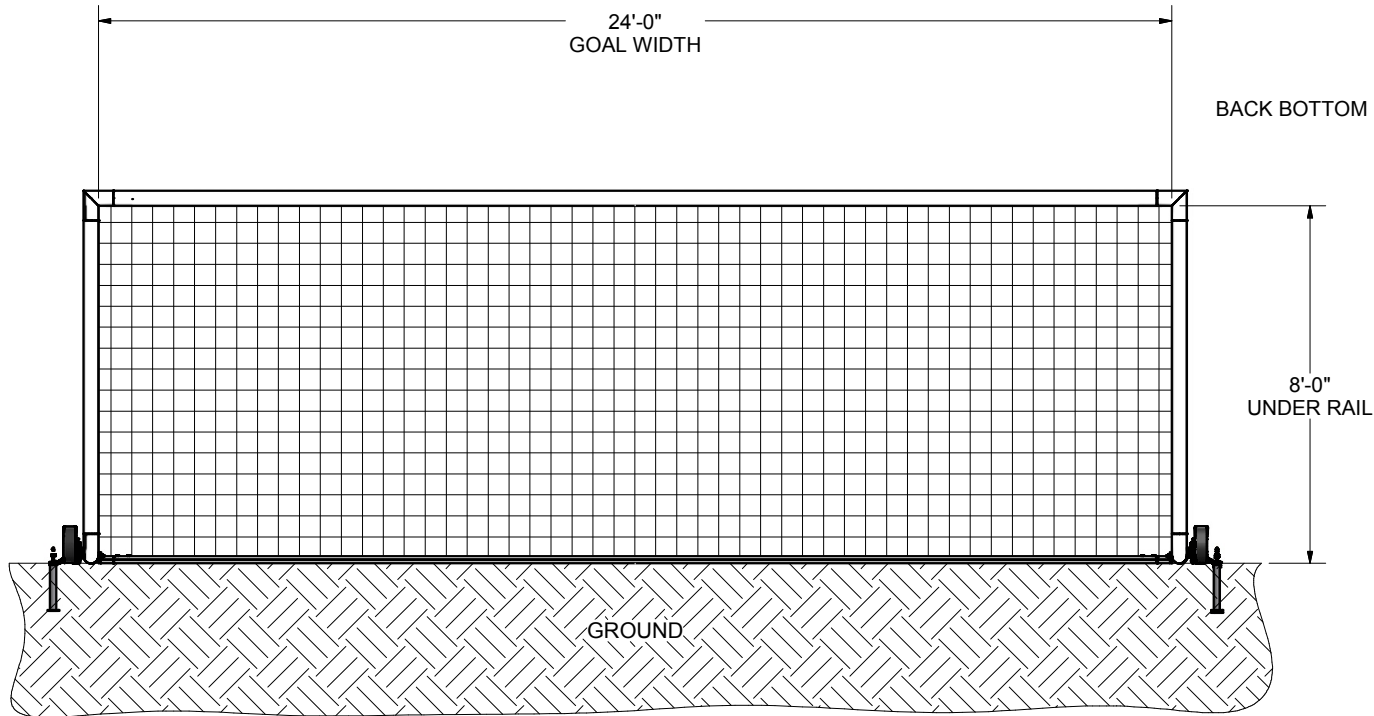 24'-0"
GOAL WIDTH
BACK BOTTOM
8'-0"
UNDER RAIL
GROUND